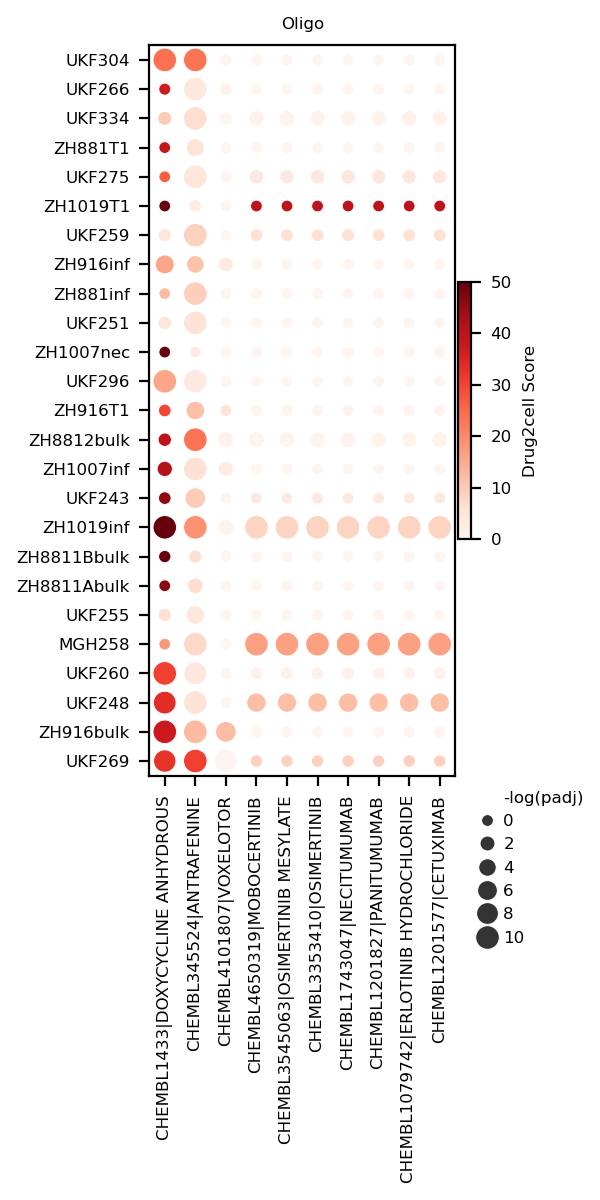 Oligo
UKF304
UKF266
UKF334
ZH881T1
UKF275
ZH1019T1
UKF259
ZH916inf
ZH881inf
UKF251
ZH1007nec
UKF296
ZH916T1
ZH8812bulk
ZH1007inf
UKF243
ZH1019inf
ZH8811Bbulk
ZH8811Abulk
UKF255
MGH258
UKF260
UKF248
ZH916bulk
UKF269
50
40
30
20
10
0
Drug2cell Score
CHEMBL1433|DOXYCYCLINE ANHYDROUS
CHEMBL345524|ANTRAFENINE
CHEMBL4101807|VOXELOTOR
CHEMBL4650319|MOBOCERTINIB
CHEMBL3545063|OSIMERTINIB MESYLATE
CHEMBL3353410|OSIMERTINIB
CHEMBL1743047|NECITUMUMAB
CHEMBL1201827|PANITUMUMAB
CHEMBL1079742|ERLOTINIB HYDROCHLORIDE
CHEMBL1201577|CETUXIMAB
-log(padj)
0
2
4
6
8
10